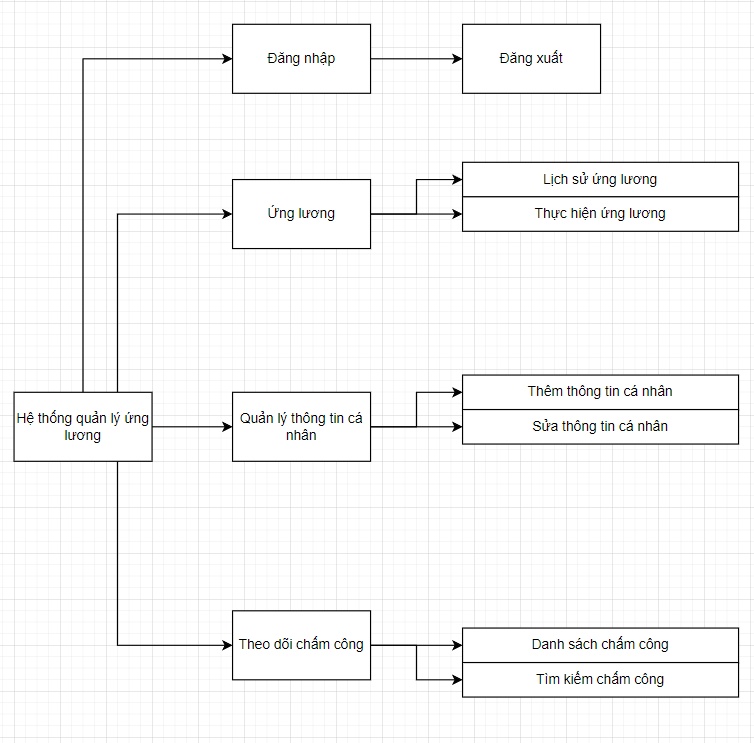 Đăng nhập
Đăng xuất
Ứng lương
Lịch sử ứng lương
Thực hiện ứng lương
Hệ thống quản lý ứng
lương
Quản lý thông tin cá
nhân
Thêm thông tin cá nhân
Sửa thông tin cá nhân
Theo dõi chấm công
Danh sách chấm công
Tìm kiếm chấm công